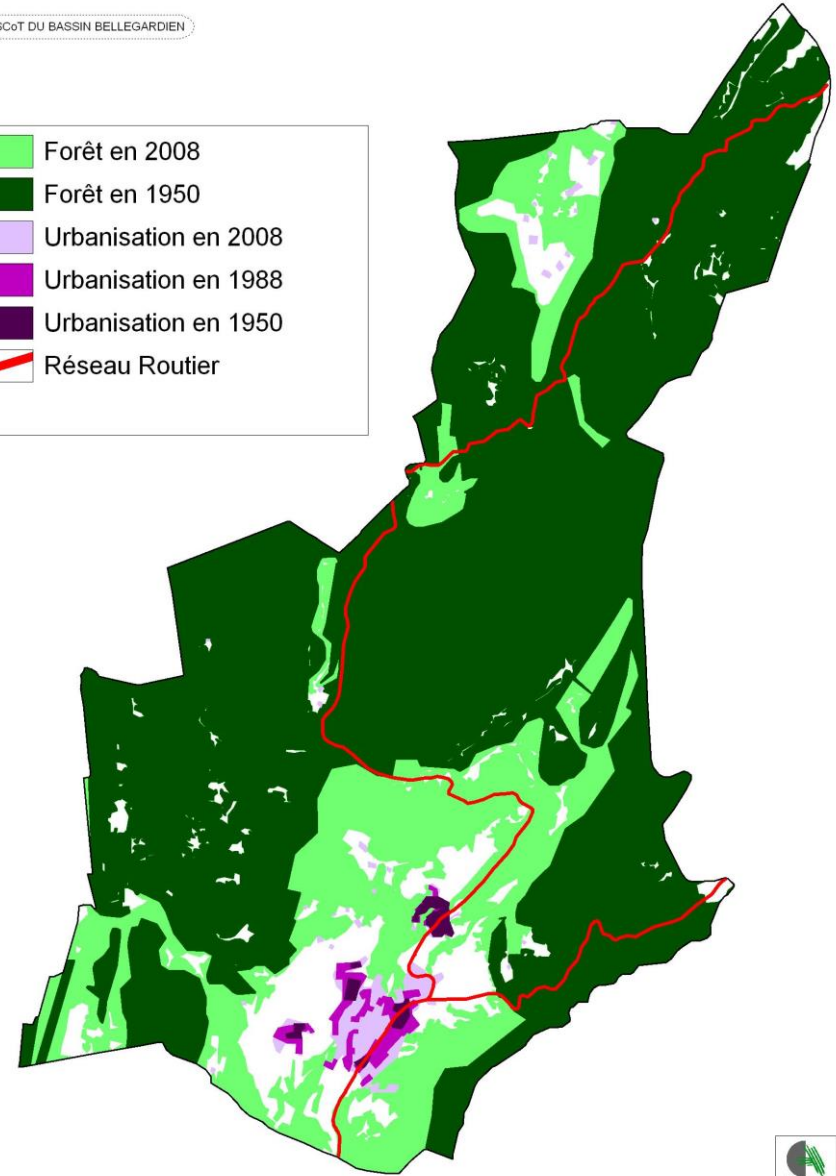 SCoT DU BASSIN BELLEGARDIEN
Forêt en 2008
Forêt en 1950
Urbanisation en 2008
Urbanisation en 1988
Urbanisation en 1950
Réseau Routier